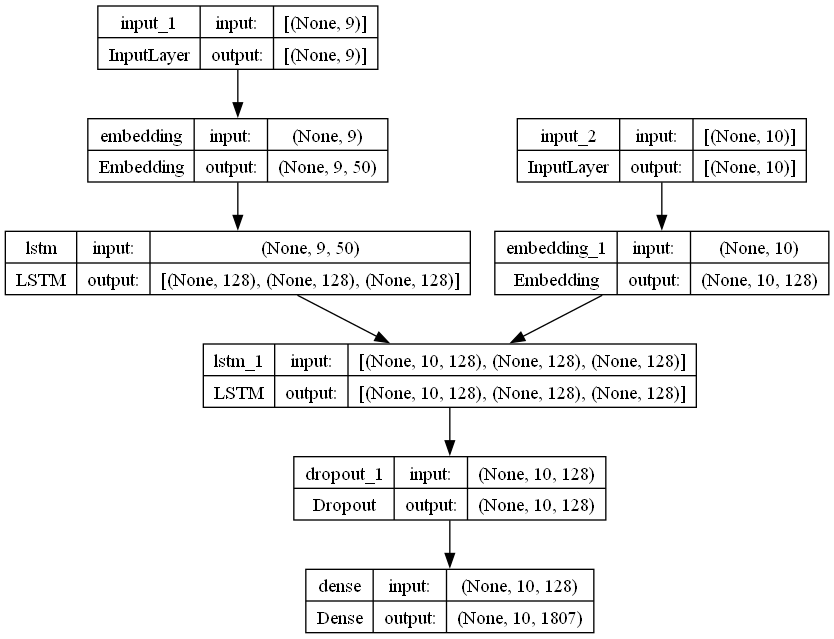 input_1 input: [(None, 9)]
InputLayer output: [(None, 9)]
embedding input: (None, 9)
Embedding output: (None, 9, 50)
input_2 input: [(None, 10)]
InputLayer output: [(None, 10)]
lstm input: (None, 9, 50)
LSTM output: [(None, 128), (None, 128), (None, 128)]
embedding_1 input: (None, 10)
Embedding output: (None, 10, 128)
lstm_1 input: [(None, 10, 128), (None, 128), (None, 128)]
LSTM output: [(None, 10, 128), (None, 128), (None, 128)]
dropout_1 input: (None, 10, 128)
Dropout output: (None, 10, 128)
dense input: (None, 10, 128)
Dense output: (None, 10, 1807)